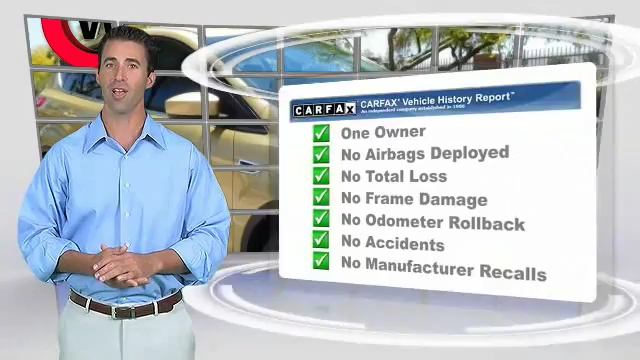 CARFAX
CARFAX® Vehicle History Report™
An independent company established in 1986
One Owner
No Airbags Deployed
No Total Loss
No Frame Damage
No Odometer Rollback
No Accidents
No Manufacturer Recalls